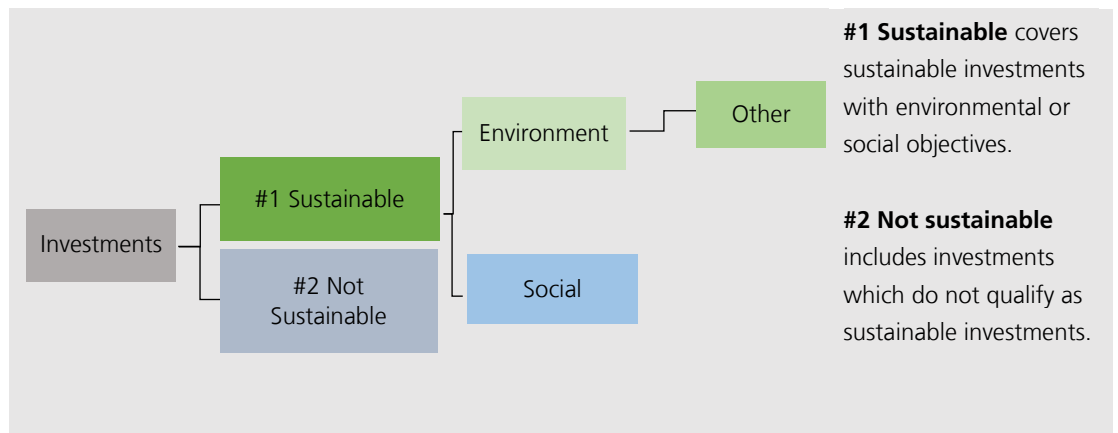 Investments
#1 Sustainable
#2 Not
Sustainable
Environment
Social
Other
#1 Sustainable covers
sustainable investments
with environmental or
social objectives.
#2 Not sustainable
includes investments
which do not qualify as
sustainable investments.